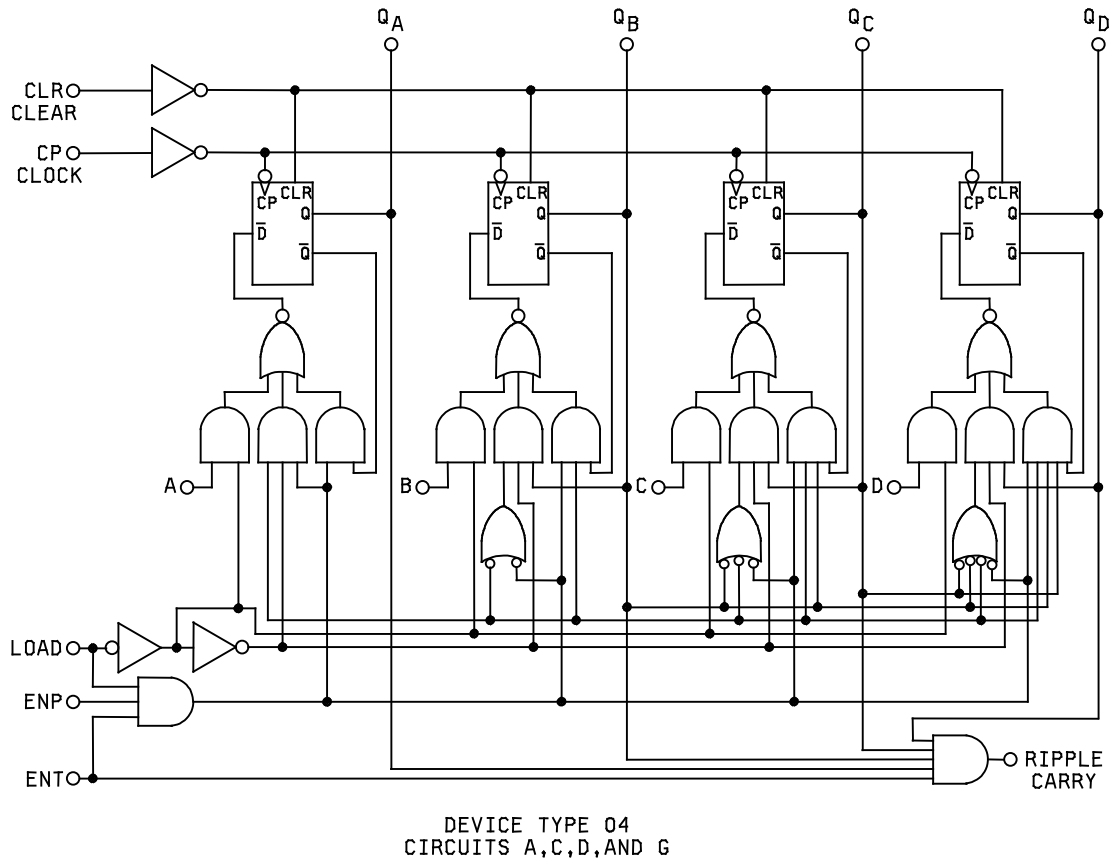 QA QB QC QD
CLR
CLEAR
CP
CLOCK
CLR CLR CLR CLR
CP CP CP CP
Q Q Q Q
D̅ D̅ D̅ D̅
Q̅ Q̅ Q̅ Q̅
A B C D
LOAD
ENP
ENT
RIPPLE
CARRY
DEVICE TYPE 04
CIRCUITS A,C,D,AND G